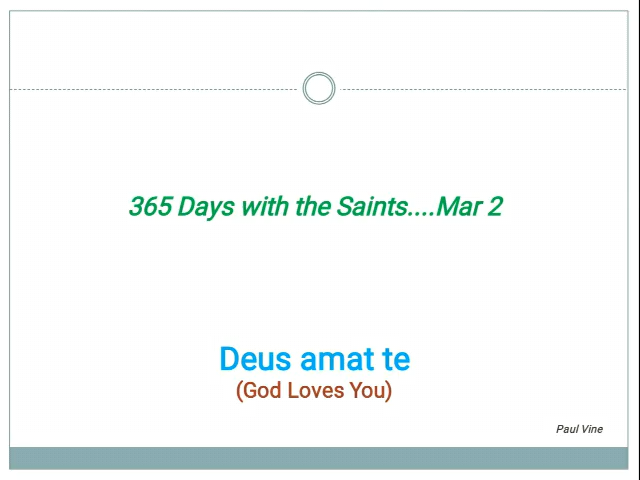 365 Days with the Saints....Mar 2
Deus amat te
(God Loves You)
Paul Vine